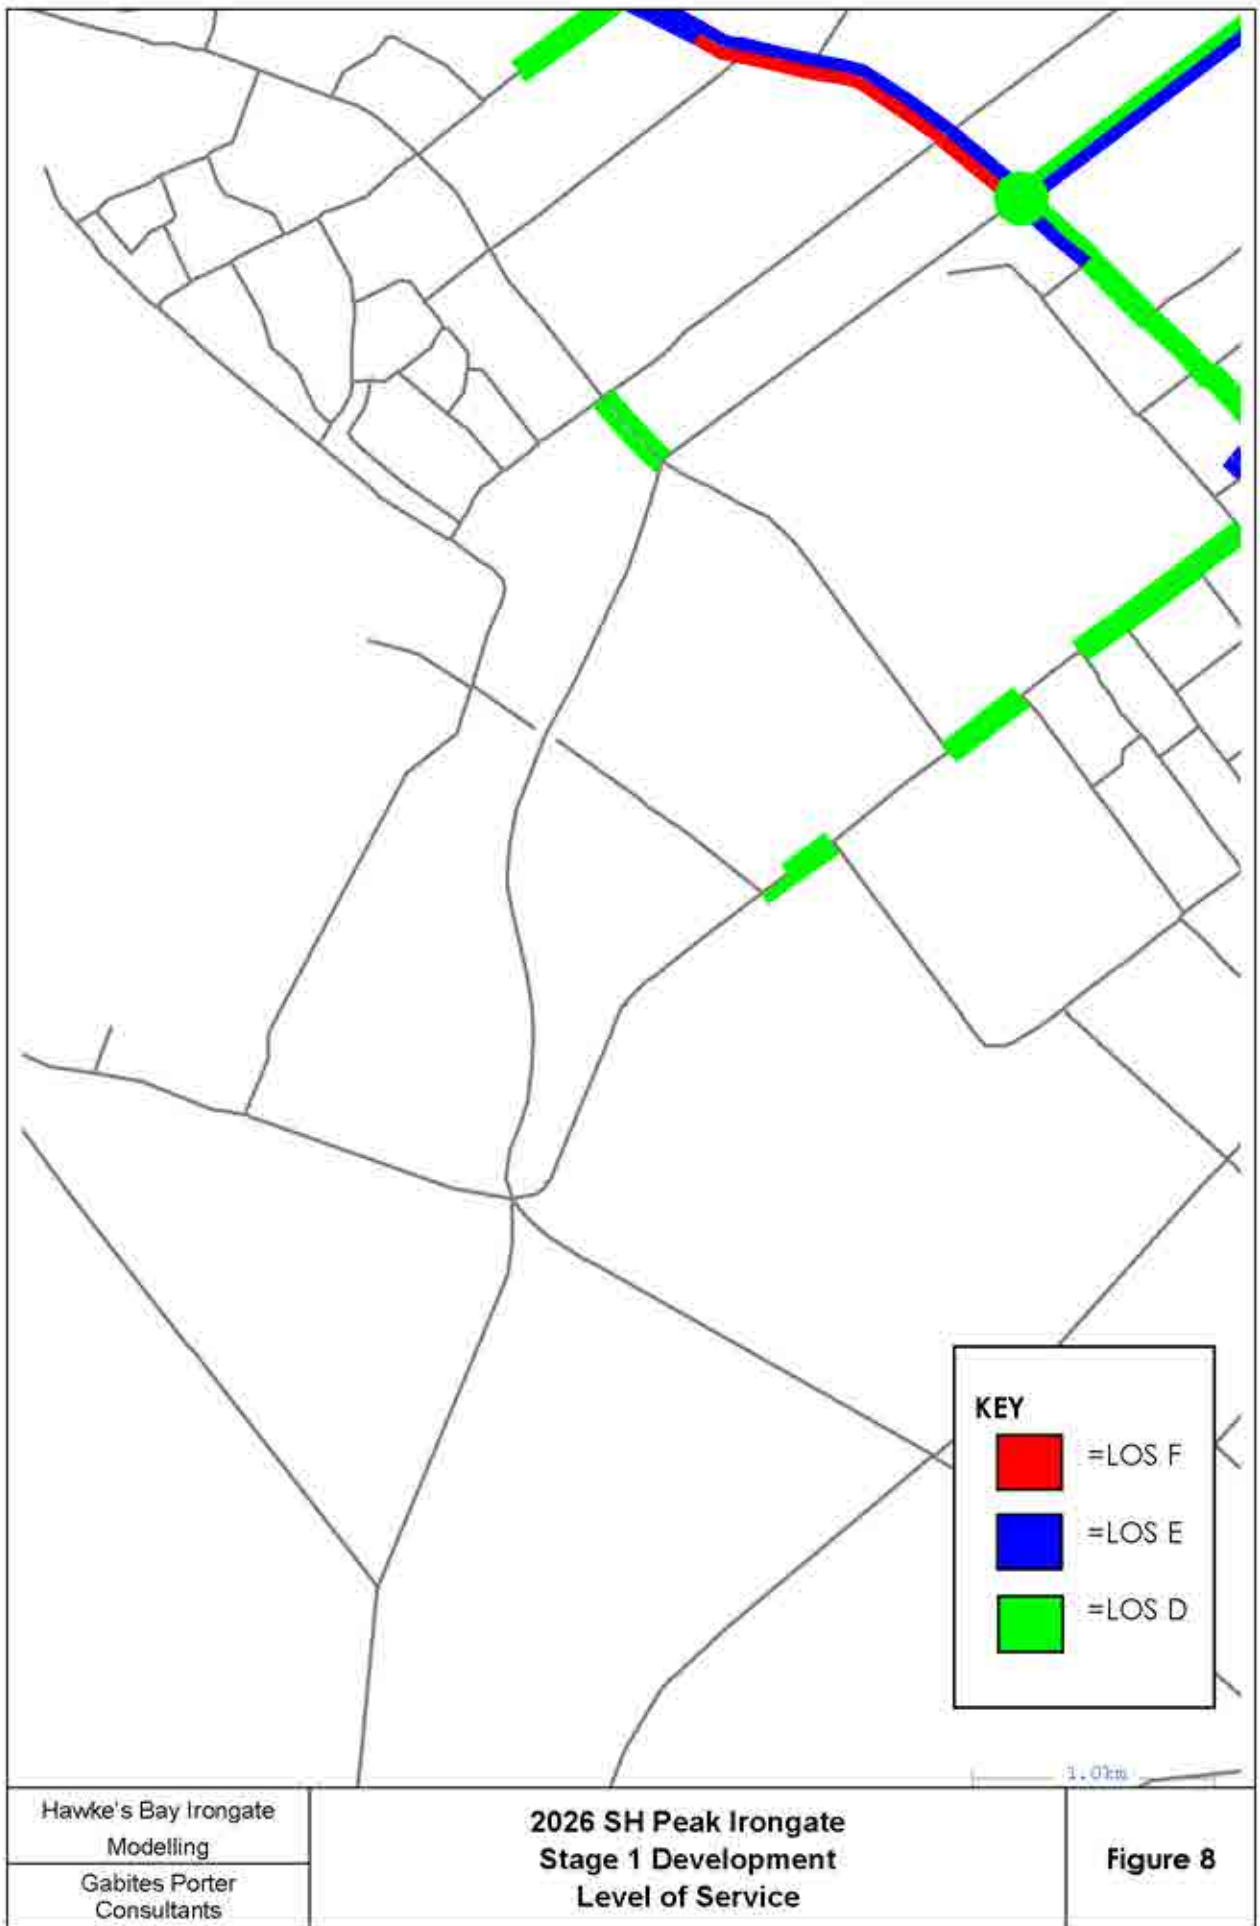 KEY
=LOS F
=LOS E
=LOS D
1.0km
Hawke's Bay Irongate
Modelling
Gabites Porter
Consultants
2026 SH Peak Irongate
Stage 1 Development
Level of Service
Figure 8